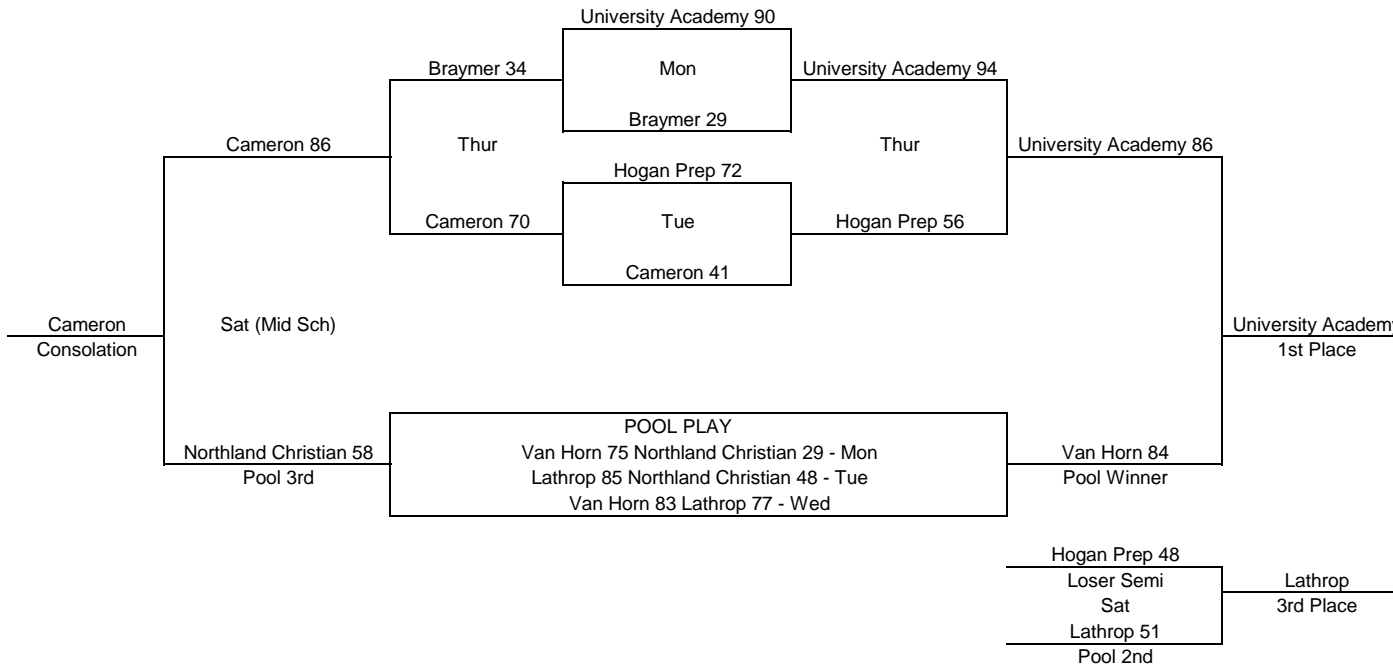 University Academy 90
Braymer 34
Mon
University Academy 94
Braymer 29
Cameron 86
Thur
Thur
University Academy 86
Hogan Prep 72
Cameron 70
Tue
Hogan Prep 56
Cameron 41
Cameron
Sat (Mid Sch)
University Academy
Consolation
1st Place
POOL PLAY
Northland Christian 58
Van Horn 75 Northland Christian 29 - Mon
Van Horn 84
Pool 3rd
Lathrop 85 Northland Christian 48 - Tue
Pool Winner
Van Horn 83 Lathrop 77 - Wed
Hogan Prep 48
Loser Semi
Lathrop
Sat
3rd Place
Lathrop 51
Pool 2nd